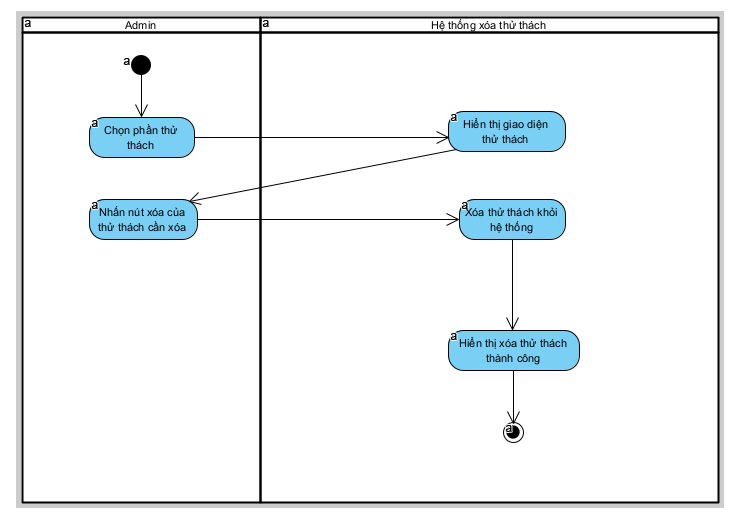 a
Admin
a
Hệ thống xóa thử thách
a
a
Chọn phần thử
thách
a
Hiển thị giao diện
thử thách
a
Nhấn nút xóa của
thử thách cần xóa
a
Xóa thử thách khỏi
hệ thống
a
Hiển thị xóa thử thách
thành công
a